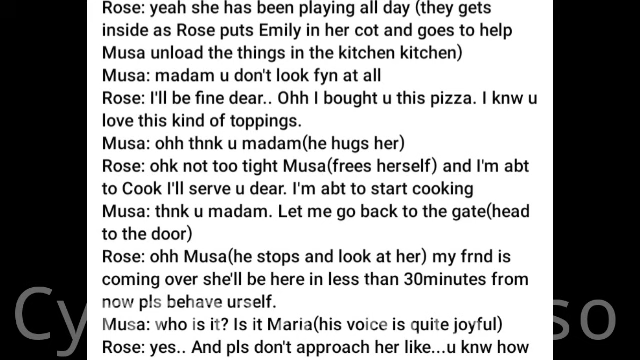 Rose: yeah she has been playing all day (they gets
inside as Rose puts Emily in her cot and goes to help
Musa unload the things in the kitchen kitchen)
Musa: madam u don't look fyn at all
Rose: I'll be fine dear.. Ohh I bought u this pizza. I knw u
love this kind of toppings.
Musa: ohh thnk u madam(he hugs her)
Rose: ohk not too tight Musa(frees herself) and I'm abt
to Cook I'll serve u dear. I'm abt to start cooking
Musa: thnk u madam. Let me go back to the gate(head
to the door)
Rose: ohh Musa(he stops and look at her) my frnd is
coming over she'll be here in less than 30minutes from
now pls behave urself.
Musa: who is it? Is it Maria(his voice is quite joyful)
Rose: yes.. And pls don't approach her like...u knw how